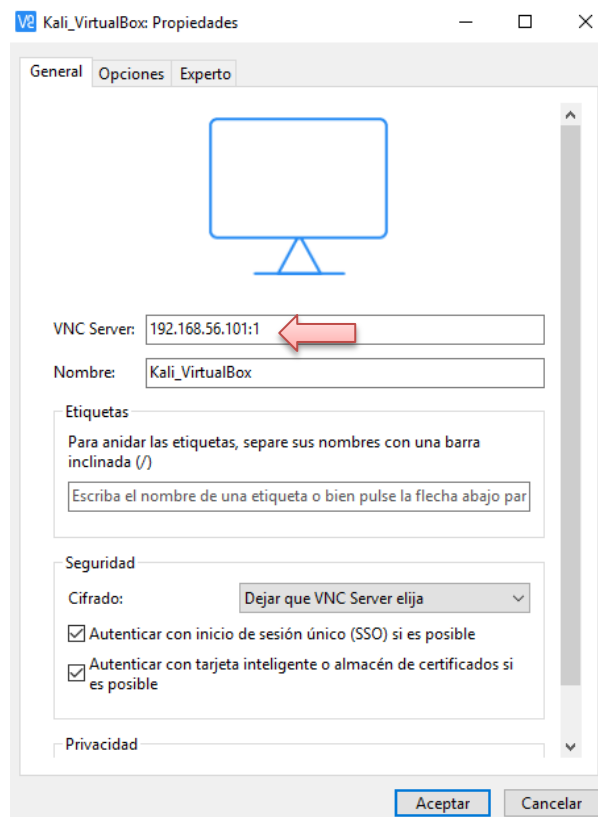 V2 Kali_VirtualBox: Propiedades
General Opciones Experto
VNC Server: 192.168.56.101:1
Nombre: Kali_VirtualBox
Etiquetas
Para anidar las etiquetas, separe sus nombres con una barra
inclinada (/)
Escriba el nombre de una etiqueta o bien pulse la flecha abajo par
Seguridad
Cifrado: Dejar que VNC Server elija
Autenticar con inicio de sesión único (SSO) si es posible
Autenticar con tarjeta inteligente o almacén de certificados si
es posible
Privacidad
Aceptar Cancelar